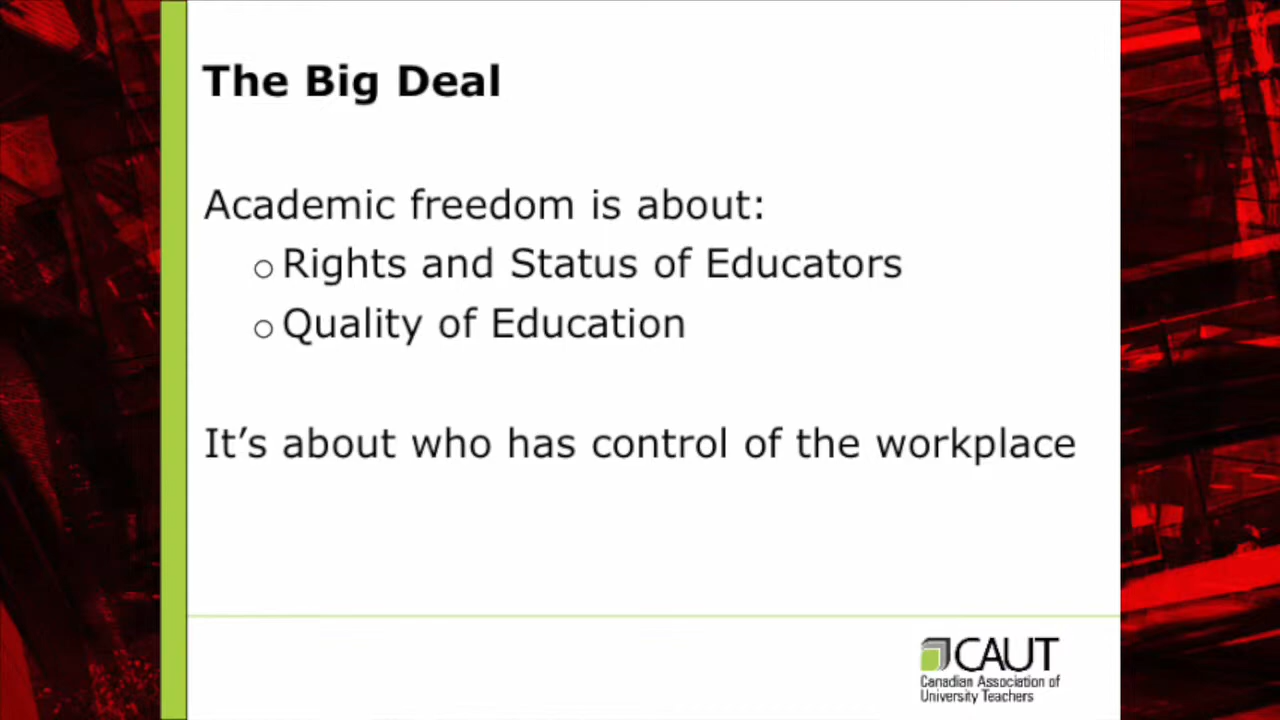 The Big Deal
Academic freedom is about:
o Rights and Status of Educators
o Quality of Education
It’s about who has control of the workplace
CAUT
Canadian Association of
University Teachers